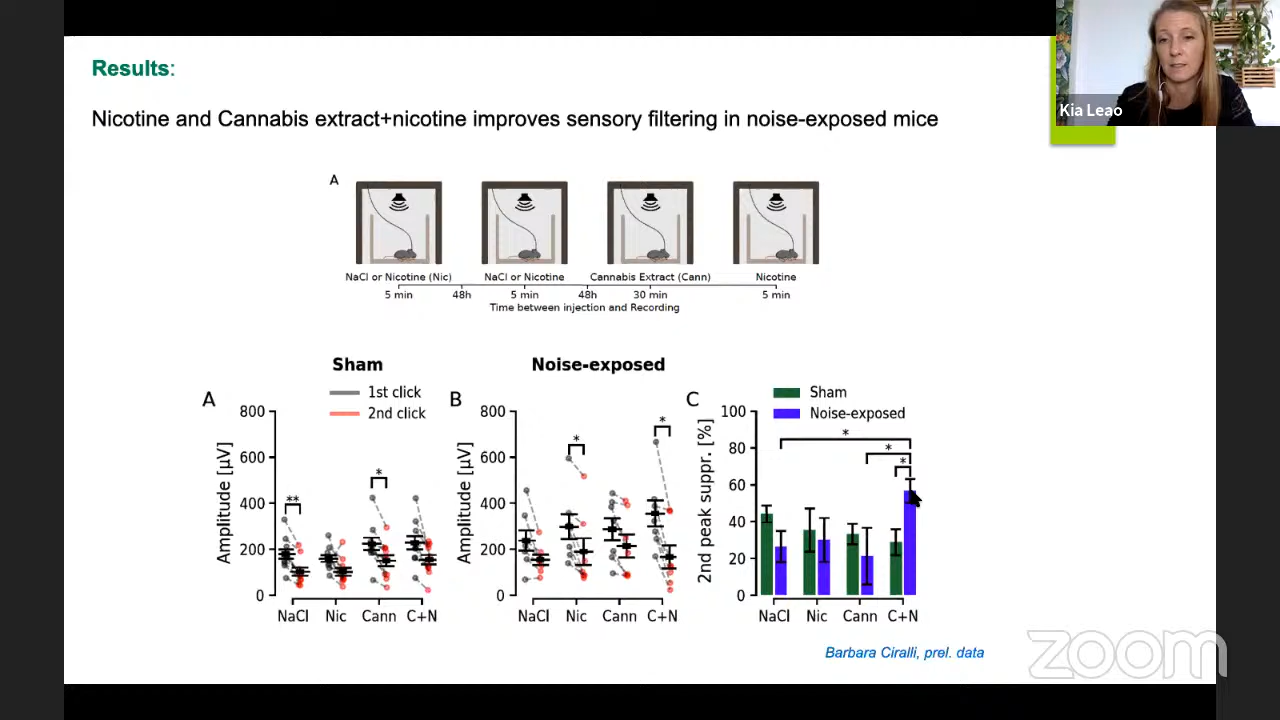 Results:
Kia Leao
Nicotine and Cannabis extract+nicotine improves sensory filtering in noise-exposed mice
A
NaCl or Nicotine (Nic)
NaCl or Nicotine
Cannabis Extract (Cann)
Nicotine
5 min
48h
5 min
48h
30 min
5 min
Time between injection and Recording
Sham
1st click
2nd click
A
Amplitude [µV]
800
600
400
200
0
**
*
NaCl
Nic
Cann
C+N
Noise-exposed
B
Amplitude [µV]
800
600
400
200
0
*
*
NaCl
Nic
Cann
C+N
Sham
Noise-exposed
C
2nd peak suppr. [%]
100
80
60
40
20
0
*
*
*
NaCl
Nic
Cann
C+N
Barbara Ciralli, prel. data
zoom